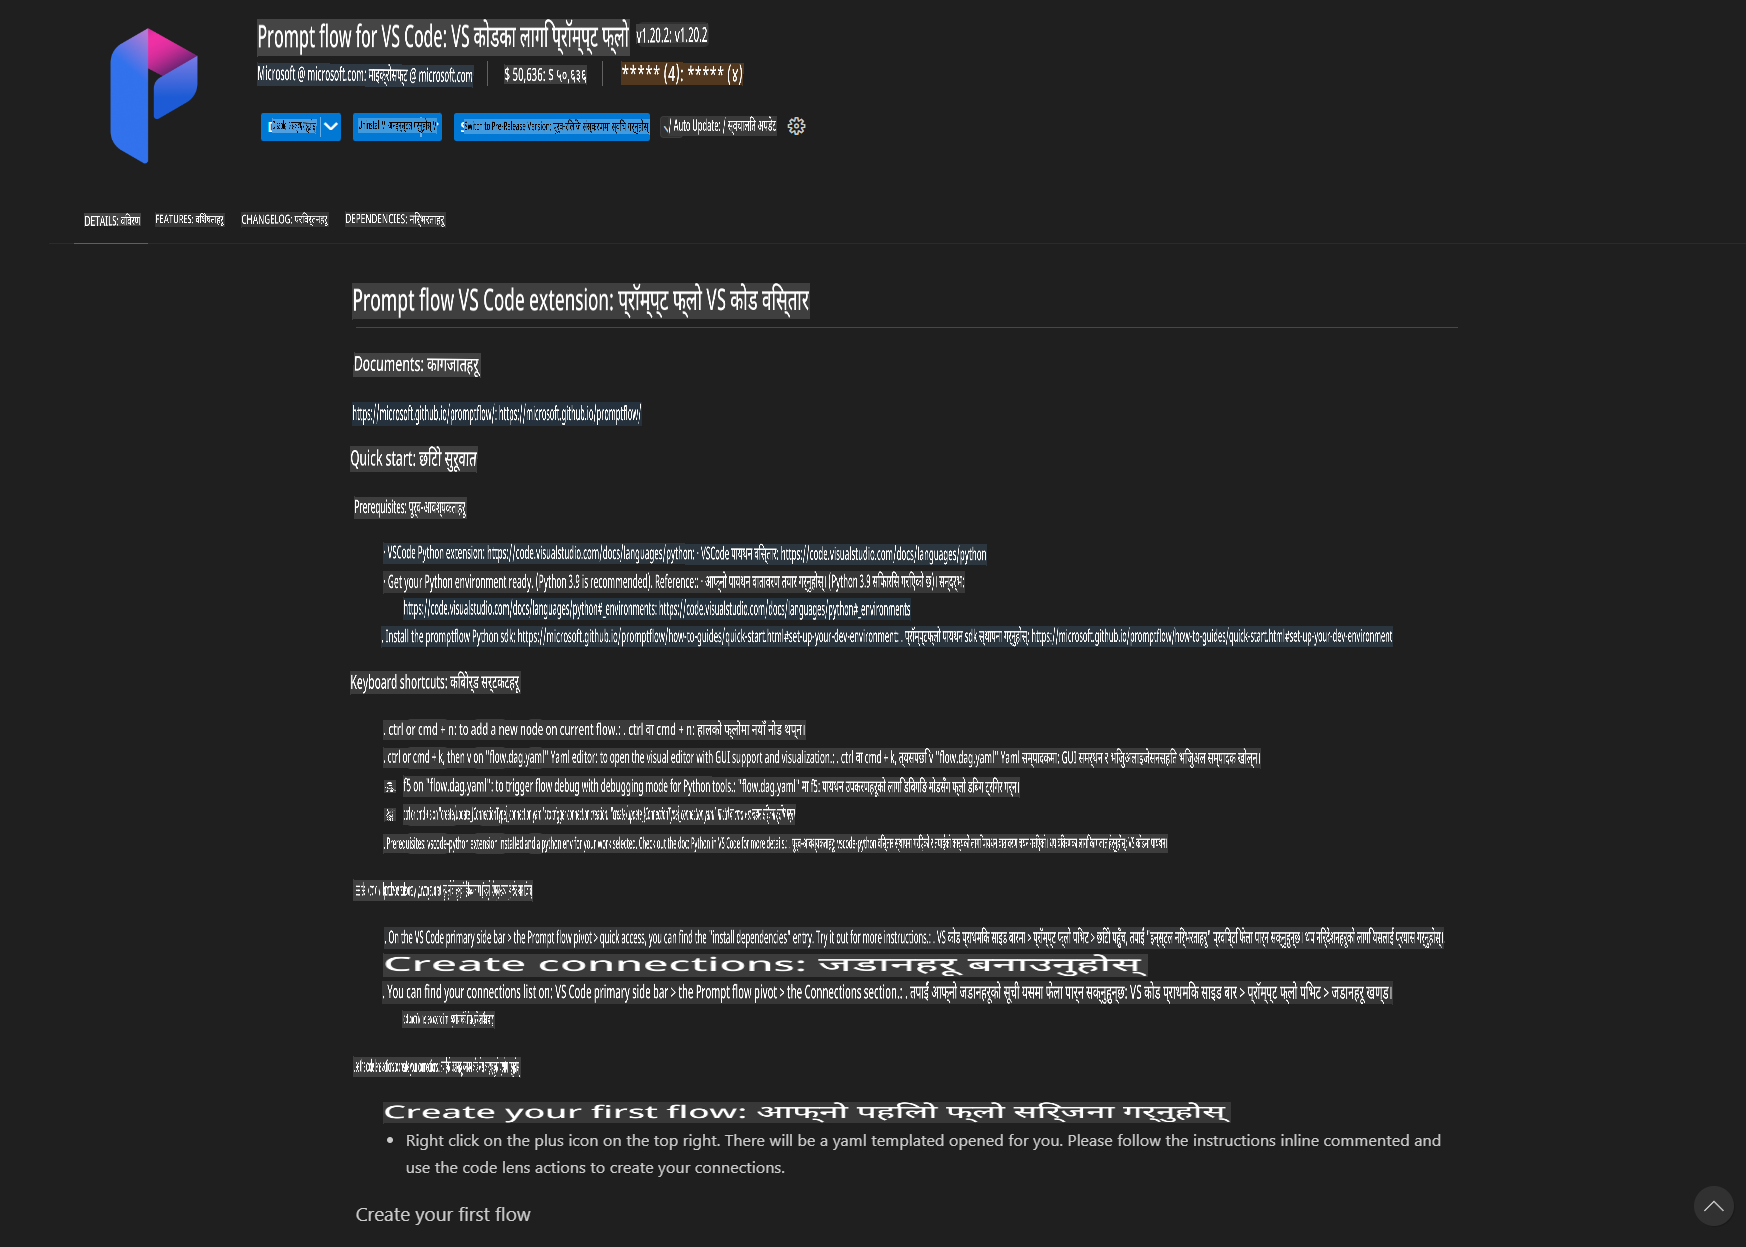 Prompt flow for VS Code: VS कोडका लागि प्रॉम्प्ट फ्लो v1.20.2: v1.20.2
Microsoft @ microsoft.com: माइक्रोसफ्ट @ microsoft.com $ 50,636: $ ५०,६३६ ***** (4): ***** (४)
Switch to Pre-Release Version: / Auto Update: / स्वचालित अपडेट
DETAILS: विवरण FEATURES: विशेषताहरू CHANGELOG: परिवर्तनहरू DEPENDENCIES: निर्भरताहरू
Prompt flow VS Code extension: प्रॉम्प्ट फ्लो VS कोड विस्तार
Documents: कागजातहरू
https://microsoft.github.io/promptflow/: https://microsoft.github.io/promptflow/
Quick start: छिटो सुरुवात
Prerequisites: पूर्व-आवश्यकताहरू
· VSCode Python extension: https://code.visualstudio.com/docs/languages/python: · VSCode पायथन विस्तार: https://code.visualstudio.com/docs/languages/python
· Get your Python environment ready. (Python 3.9 is recommended). Reference:: · आफ्नो पायथन वातावरण तयार गर्नुहोस्। (Python 3.9 सिफारिस गरिएको छ)। सन्दर्भ:
https://code.visualstudio.com/docs/languages/python#_environments: https://code.visualstudio.com/docs/languages/python#_environments
. Install the promptflow Python sdk: https://microsoft.github.io/promptflow/how-to-guides/quick-start.html#set-up-your-dev-environment: . प्रॉम्प्टफ्लो पायथन sdk स्थापना गर्नुहोस्: https://microsoft.github.io/promptflow/how-to-guides/quick-start.html#set-up-your-dev-environment
Keyboard shortcuts: किबोर्ड सर्टकटहरू
. ctrl or cmd + n: to add a new node on current flow.: . ctrl वा cmd + n: हालको फ्लोमा नयाँ नोड थप्न।
. ctrl or cmd + k, then v on "flow.dag.yaml" Yaml editor: to open the visual editor with GUI support and visualization.: . ctrl वा cmd + k, त्यसपछि v "flow.dag.yaml" Yaml सम्पादकमा: GUI समर्थन र भिजुअलाइजेसनसहित भिजुअल सम्पादक खोल्न।
f5 on "flow.dag.yaml": to trigger flow debug with debugging mode for Python tools.: "flow.dag.yaml" मा f5: पायथन उपकरणहरूको लागि डिबगिङ मोडसँग फ्लो डिबग ट्रिगर गर्न।
. Prerequisites: vscode-python extension installed and a python env for your work selected. Check out the doc Python in VS Code for more details.:
. On the VS Code primary side bar > the Prompt flow pivot > quick access, you can find the "install dependencies" entry. Try it out for more instructions.: . VS कोड प्राथमिक साइड बारमा > प्रॉम्प्ट फ्लो पिभट > छिटो पहुँच, तपाईं "इन्स्टल निर्भरताहरू" प्रविष्टि फेला पार्न सक्नुहुन्छ। थप निर्देशनहरूको लागि यसलाई प्रयास गर्नुहोस्।
Create connections: जडानहरू बनाउनुहोस्
. You can find your connections list on: VS Code primary side bar > the Prompt flow pivot > the Connections section.: . तपाईं आफ्नो जडानहरूको सूची यसमा फेला पार्न सक्नुहुन्छ: VS कोड प्राथमिक साइड बार > प्रॉम्प्ट फ्लो पिभट > जडानहरू खण्ड।
Create your first flow: आफ्नो पहिलो फ्लो सिर्जना गर्नुहोस्
• Right click on the plus icon on the top right. There will be a yaml templated opened for you. Please follow the instructions inline commented and
use the code lens actions to create your connections.
Create your first flow